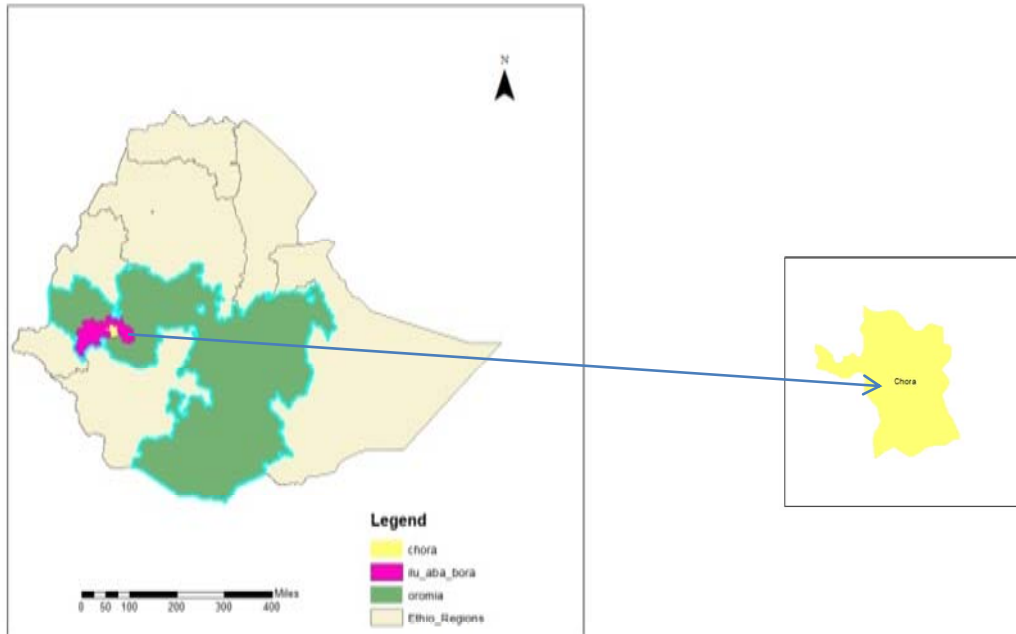 N
Legend
chora
ilu_aba_bora
oromia
Ethio_Regions
Miles
0 50 100 200 300 400
Chora